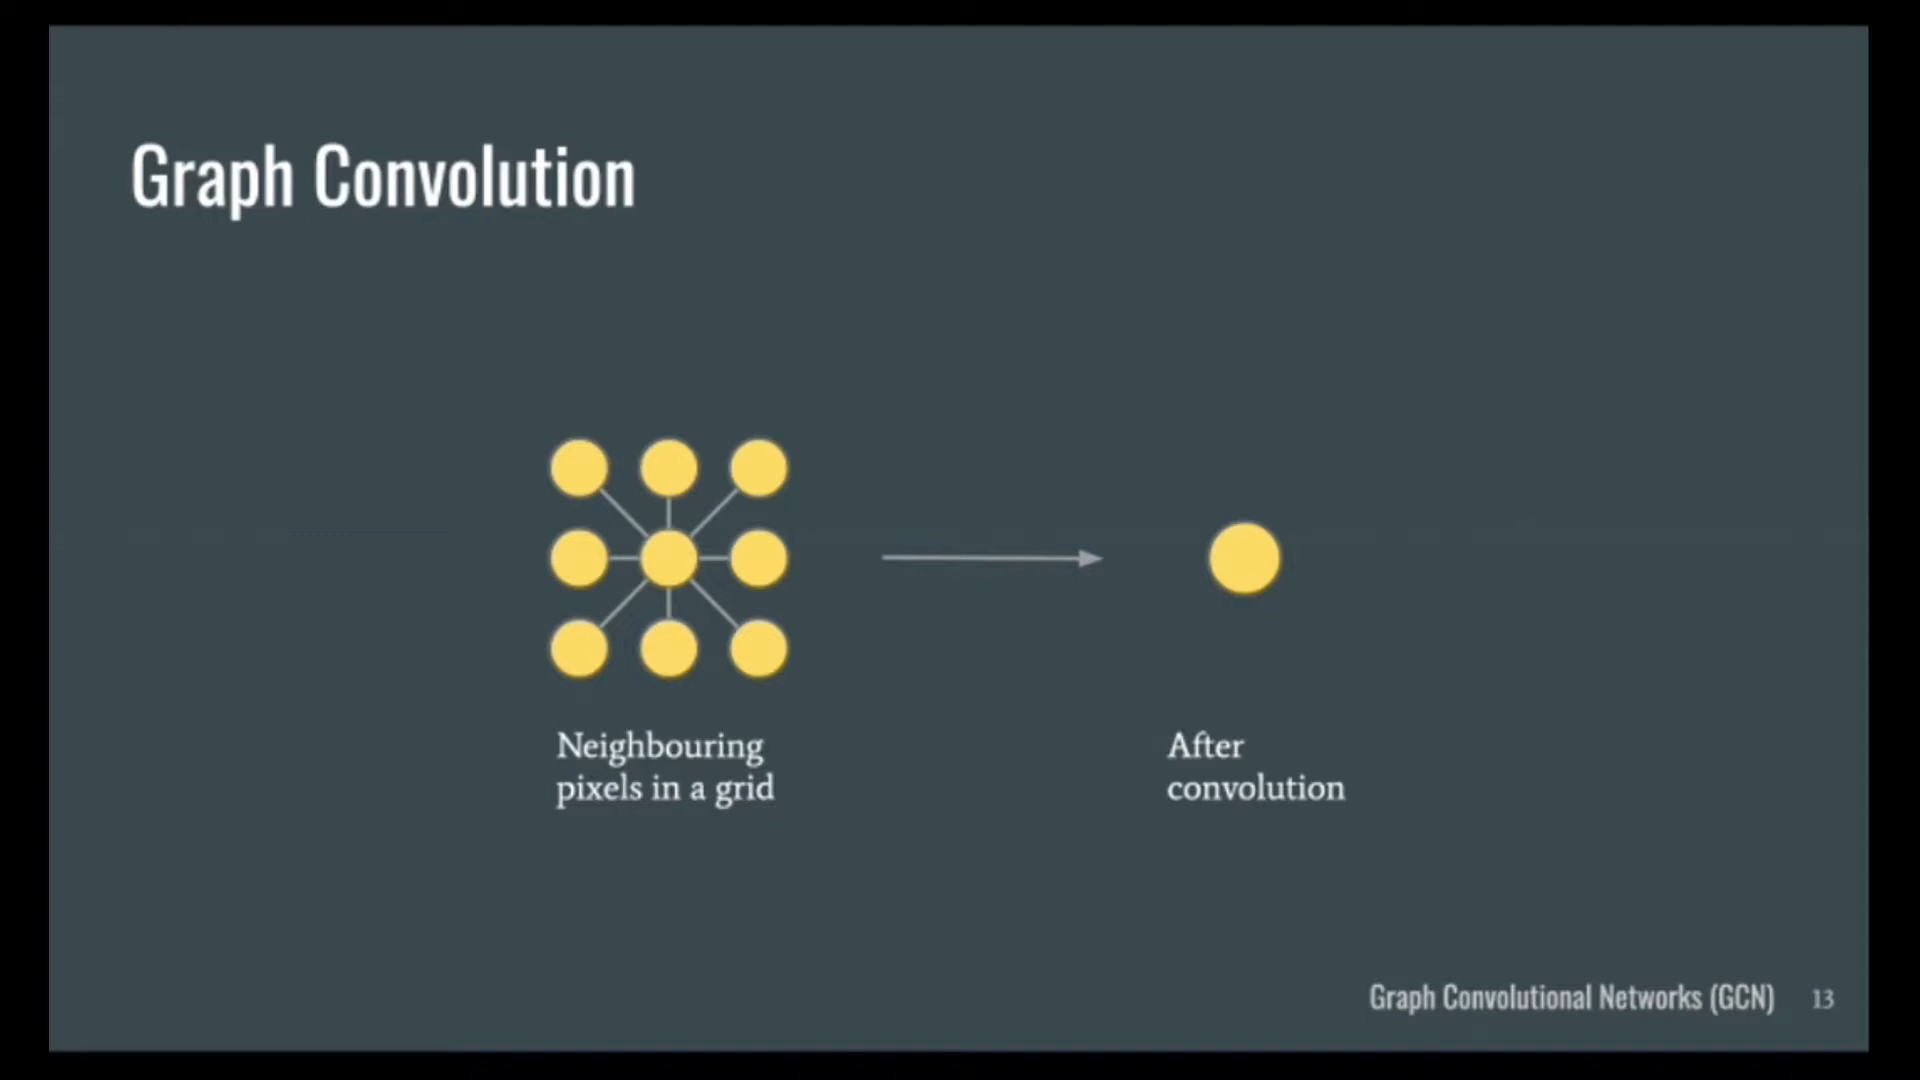 Graph Convolution
Neighbouring
pixels in a grid
After
convolution
Graph Convolutional Networks (GCN) 13